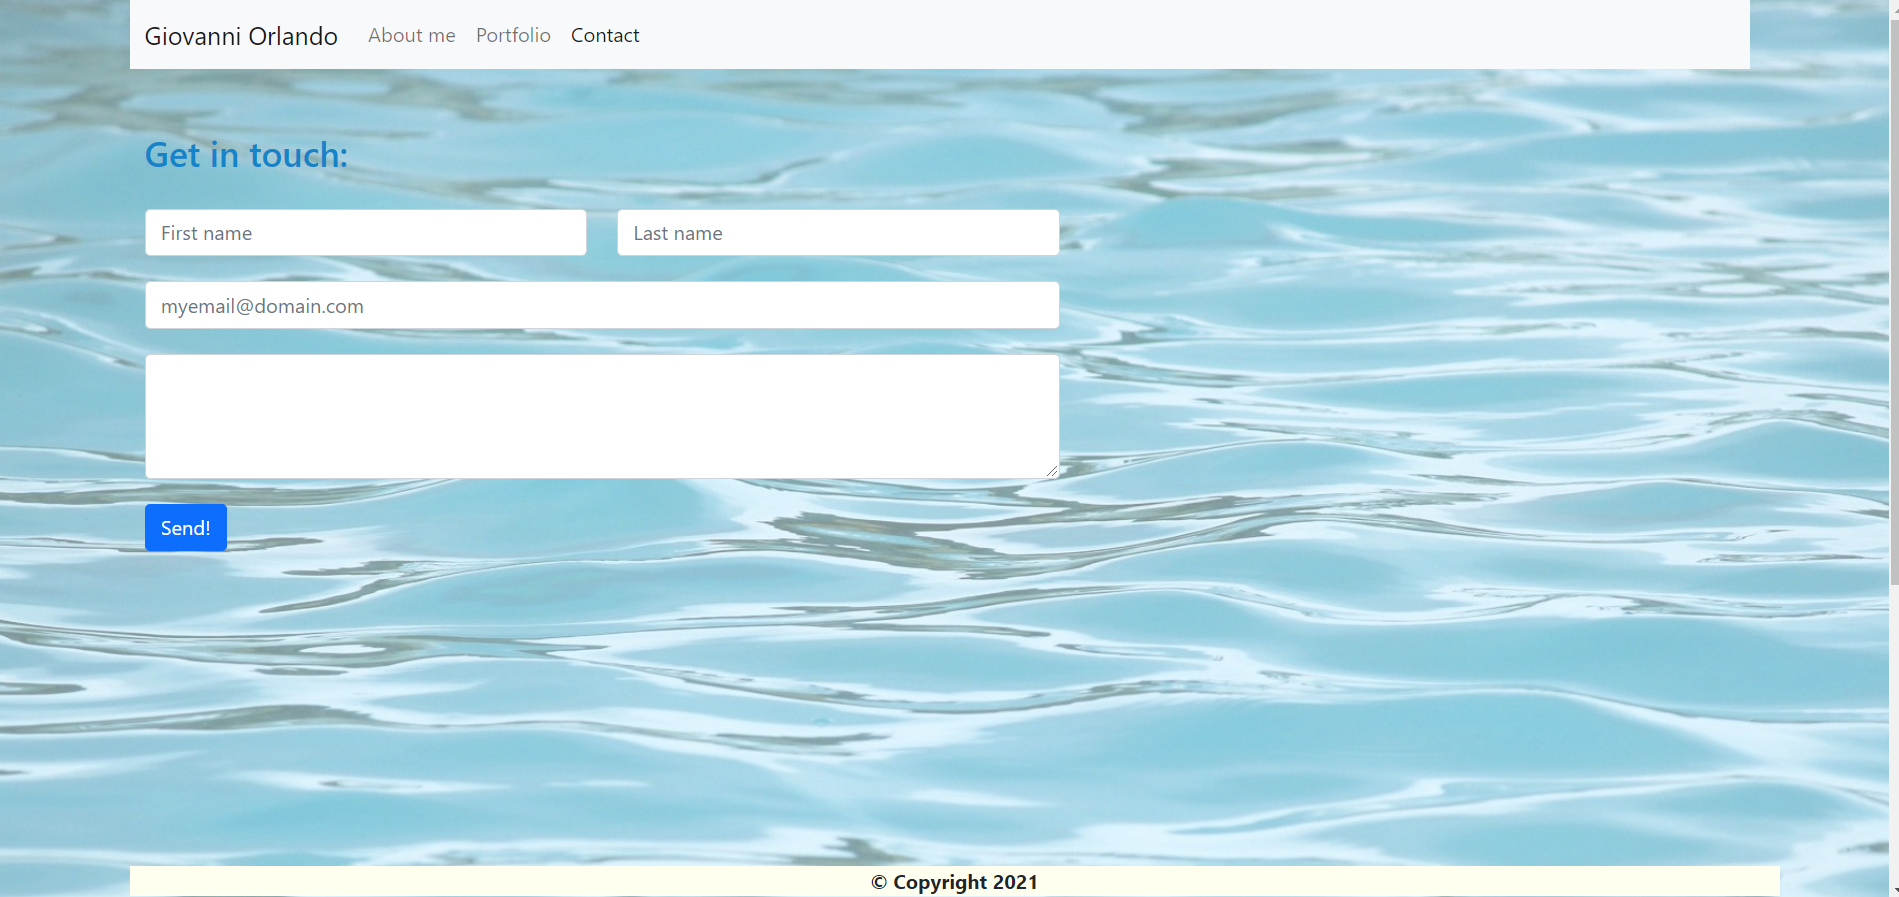 Giovanni Orlando About me Portfolio Contact
Get in touch:
First name Last name
myemail@domain.com
Send!
© Copyright 2021